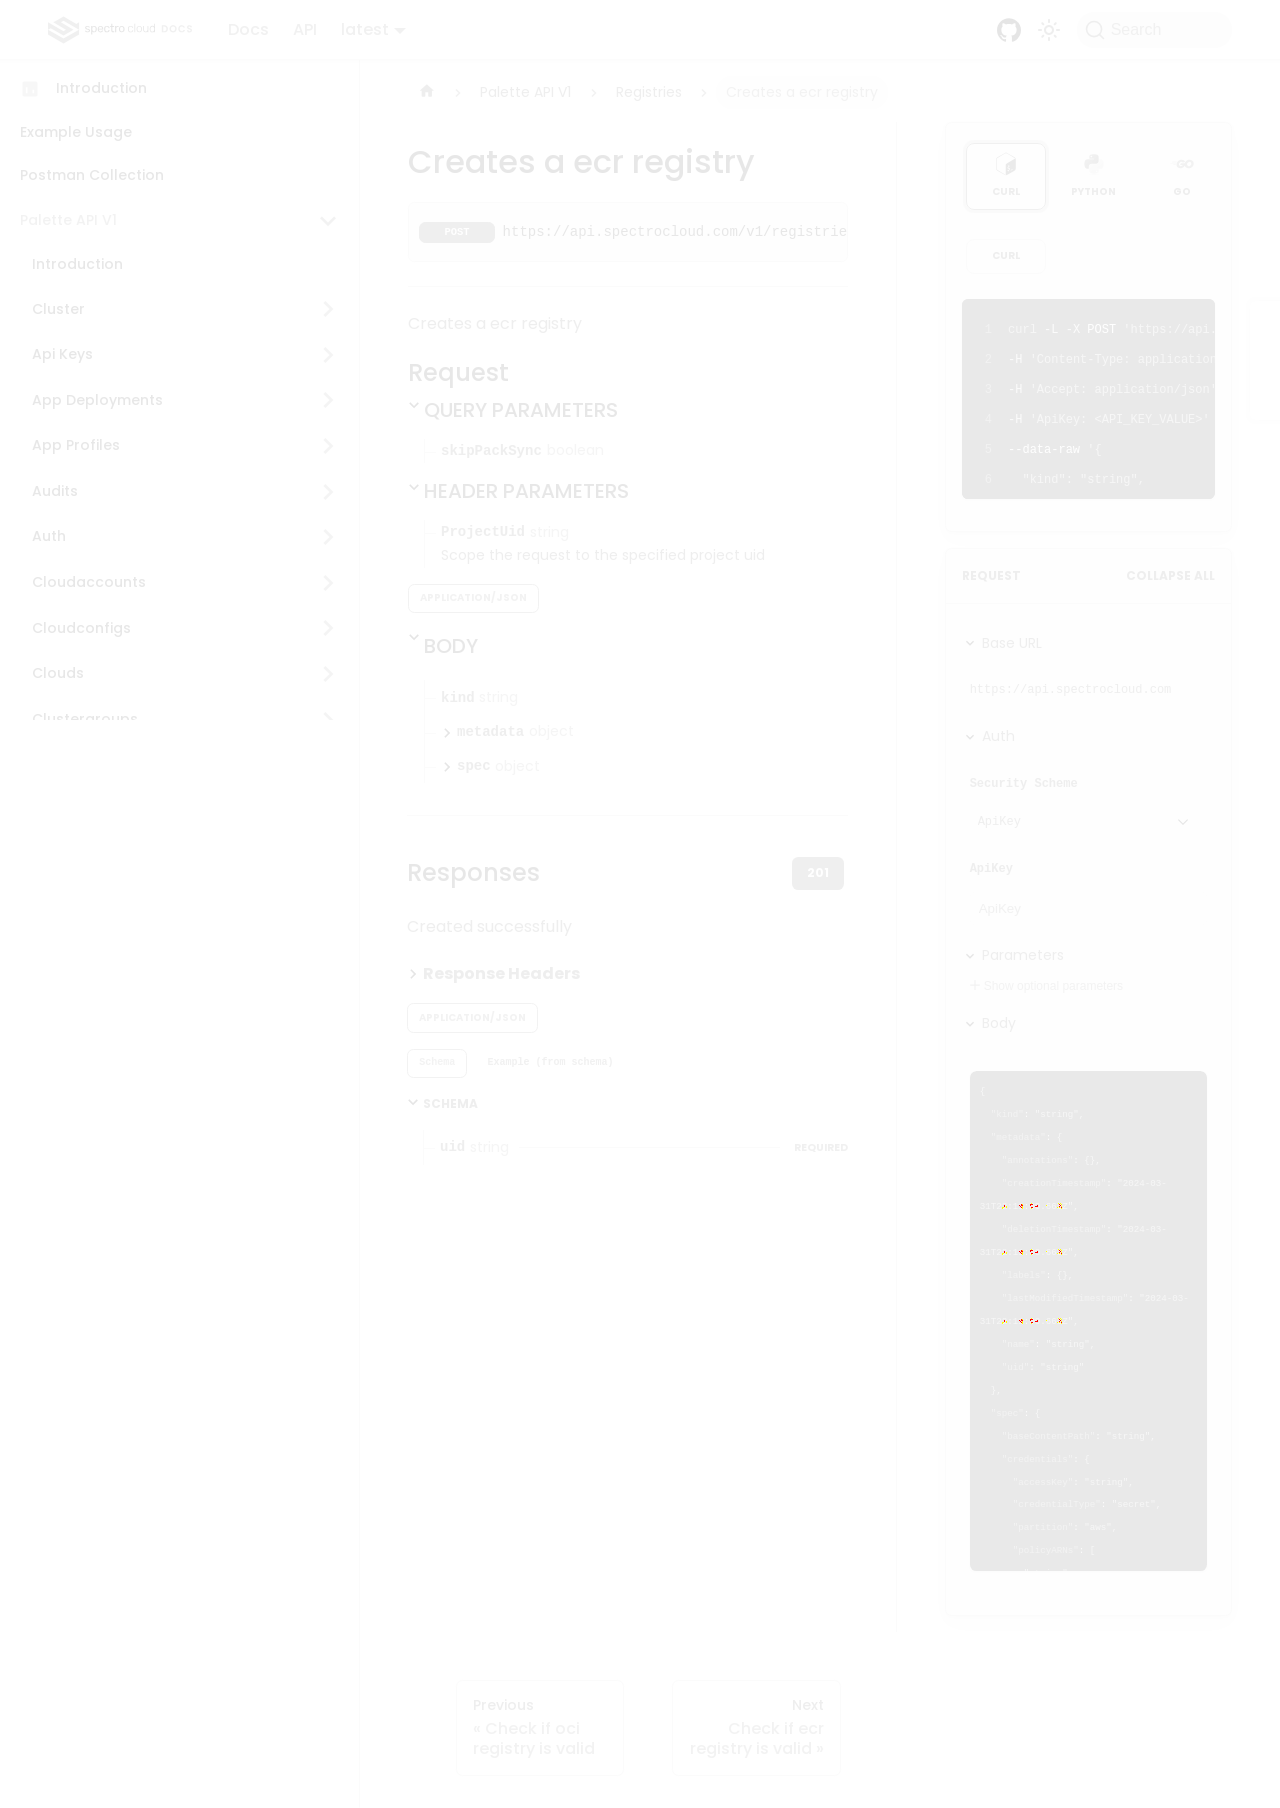 spectro cloud DOCS
Docs API latest
Search
Introduction
Example Usage
Postman Collection
Palette API V1
Introduction
Cluster
Api Keys
App Deployments
App Profiles
Audits
Auth
Cloudaccounts
Cloudconfigs
Clouds
Clustergroups
Palette API V1 > Registries > Creates a ecr registry
Creates a ecr registry
POST https://api.spectrocloud.com/v1/registrie
Creates a ecr registry
Request
QUERY PARAMETERS
skipPackSync boolean
HEADER PARAMETERS
ProjectUid string
Scope the request to the specified project uid
APPLICATION/JSON
BODY
kind string
metadata object
spec object
Responses
201
Created successfully
Response Headers
APPLICATION/JSON
Schema Example (from schema)
SCHEMA
uid string REQUIRED
CURL PYTHON GO
CURL
1 curl -L -X POST 'https://api.
2 -H 'Content-Type: application
3 -H 'Accept: application/json'
4 -H 'ApiKey: <API_KEY_VALUE>'
5 --data-raw '{
6 "kind": "string",
REQUEST COLLAPSE ALL
Base URL
https://api.spectrocloud.com
Auth
Security Scheme
ApiKey
ApiKey
ApiKey
Parameters
+ Show optional parameters
Body
{
"kind": "string",
"metadata": {
"annotations": {},
"creationTimestamp": "2024-03-
"deletionTimestamp": "2024-03-
"labels": {},
"lastModifiedTimestamp": "2024-03-
"name": "string",
"uid": "string"
},
"spec": {
"baseContentPath": "string",
"credentials": {
"accessKey": "string",
"credentialType": "secret",
"partition": "aws",
"policyARNs": [
Previous
« Check if oci
registry is valid
Next
Check if ecr
registry is valid »